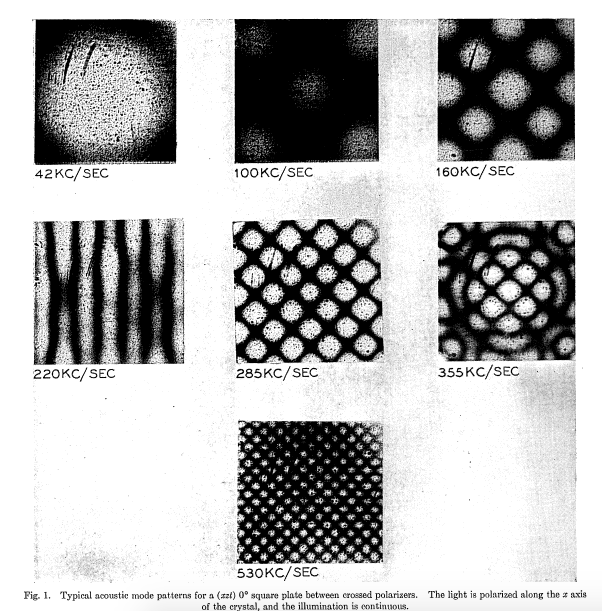 42KC/SEC
100KC/SEC
160KC/SEC
220KC/SEC
285KC/SEC
355KC/SEC
530KC/SEC
Fig. 1. Typical acoustic mode patterns for a (xzt) 0° square plate between crossed polarizers. The light is polarized along the x axis
of the crystal, and the illumination is continuous.